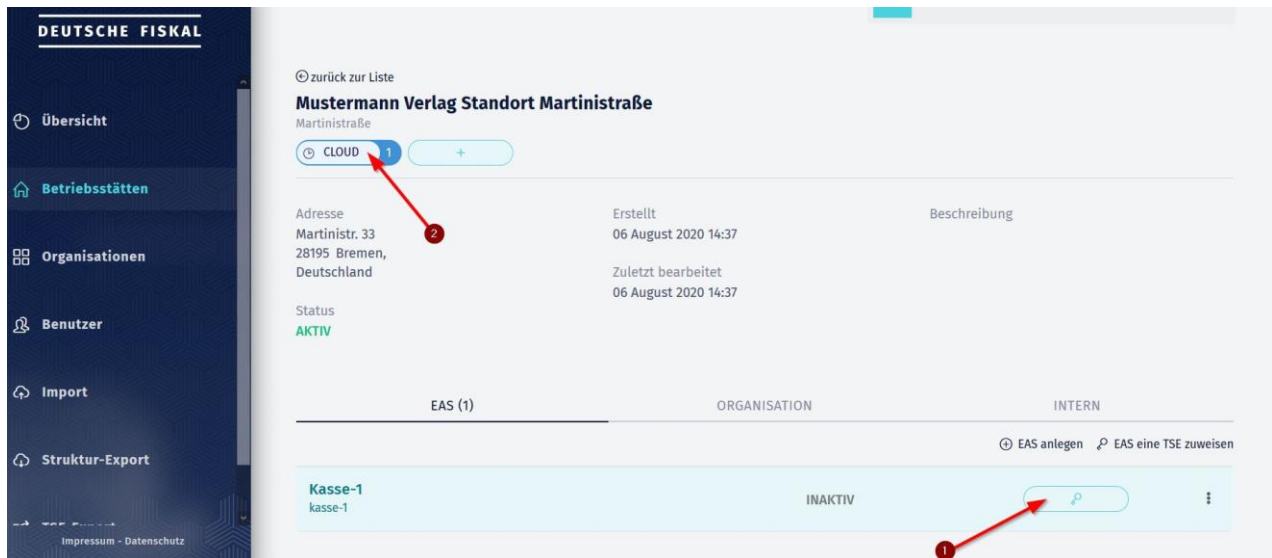 DEUTSCHE FISKAL
Übersicht
Betriebsstätten
Organisationen
Benutzer
Import
Struktur-Export
Impressum - Datenschutz
zurück zur Liste
Mustermann Verlag Standort Martinistraße
Martinistraße
CLOUD 1 +
2
Adresse
Martinistr. 33
28195 Bremen,
Deutschland
Status
AKTIV
Erstellt
06 August 2020 14:37
Zuletzt bearbeitet
06 August 2020 14:37
Beschreibung
EAS (1) ORGANISATION INTERN
EAS anlegen EAS eine TSE zuweisen
Kasse-1
kasse-1
INAKTIV
1